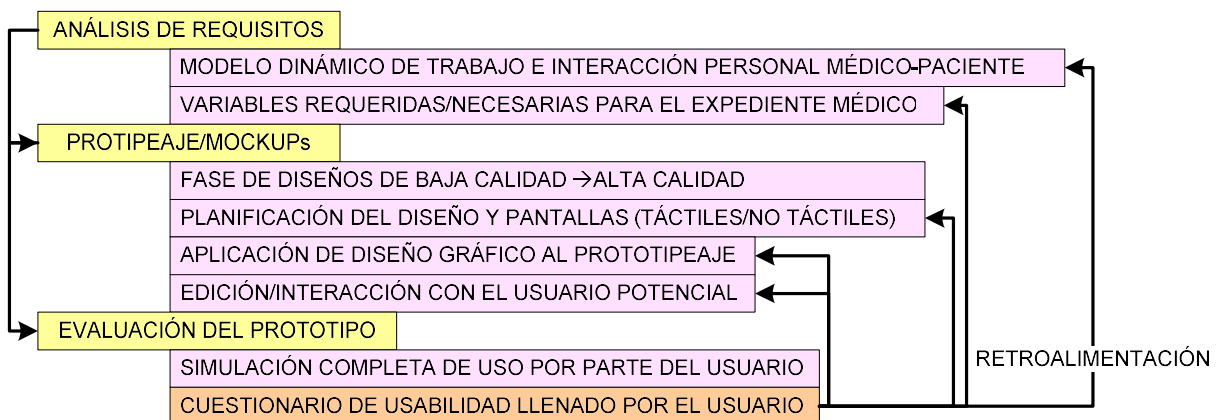 ANÁLISIS DE REQUISITOS
MODELO DINÁMICO DE TRABAJO E INTERACCIÓN PERSONAL MÉDICO-PACIENTE
VARIABLES REQUERIDAS/NECESARIAS PARA EL EXPEDIENTE MÉDICO
PROTIPEAJE/MOCKUPs
FASE DE DISEÑOS DE BAJA CALIDAD →ALTA CALIDAD
PLANIFICACIÓN DEL DISEÑO Y PANTALLAS (TÁCTILES/NO TÁCTILES)
APLICACIÓN DE DISEÑO GRÁFICO AL PROTOTIPEAJE
EDICIÓN/INTERACCIÓN CON EL USUARIO POTENCIAL
EVALUACIÓN DEL PROTOTIPO
RETROALIMENTACIÓN
SIMULACIÓN COMPLETA DE USO POR PARTE DEL USUARIO
CUESTIONARIO DE USABILIDAD LLENADO POR EL USUARIO